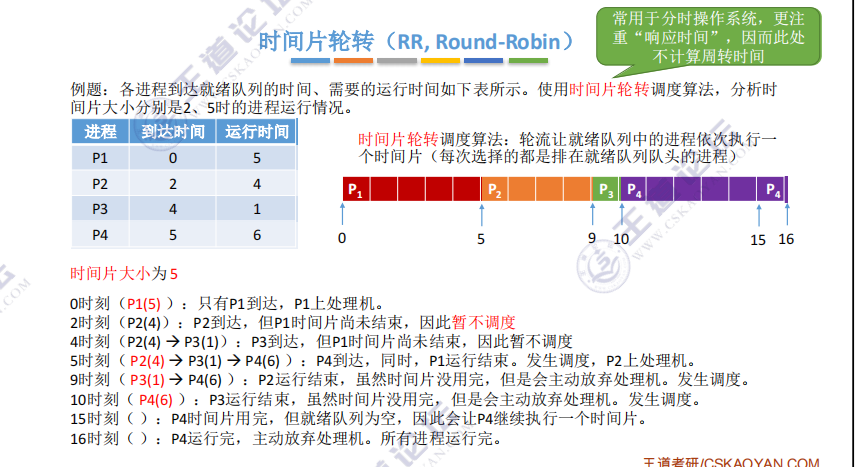 时间片轮转（RR, Round-Robin）
常用于分时操作系统，更注
重“响应时间”，因而此处
不计算周转时间
例题：各进程到达就绪队列的时间、需要的运行时间如下表所示。使用时间片轮转调度算法，分析时
间片大小分别是2、5时的进程运行情况。
进程 到达时间 运行时间
P1 0 5
P2 2 4
P3 4 1
P4 5 6
时间片轮转调度算法：轮流让就绪队列中的进程依次执行一
个时间片（每次选择的都是排在就绪队列队头的进程）
P1 P2 P3 P4 P4
0 5 9 10 15 16
时间片大小为5
0时刻（P1(5)）：只有P1到达，P1上处理机。
2时刻（P2(4)）：P2到达，但P1时间片尚未结束，因此暂不调度
4时刻（P2(4) → P3(1)）：P3到达，但P1时间片尚未结束，因此暂不调度
5时刻（ P2(4) → P3(1) → P4(6) ）：P4到达，同时，P1运行结束。发生调度，P2上处理机。
9时刻（ P3(1) → P4(6) ）：P2运行结束，虽然时间片没用完，但是会主动放弃处理机。发生调度。
10时刻（ P4(6) ）：P3运行结束，虽然时间片没用完，但是会主动放弃处理机。发生调度。
15时刻（ ）：P4时间片用完，但就绪队列为空，因此会让P4继续执行一个时间片。
16时刻（ ）：P4运行完，主动放弃处理机。所有进程运行完。
王道考研/CSKAOYAN.COM
王道论坛
WWW.CSKAOYAN.COM